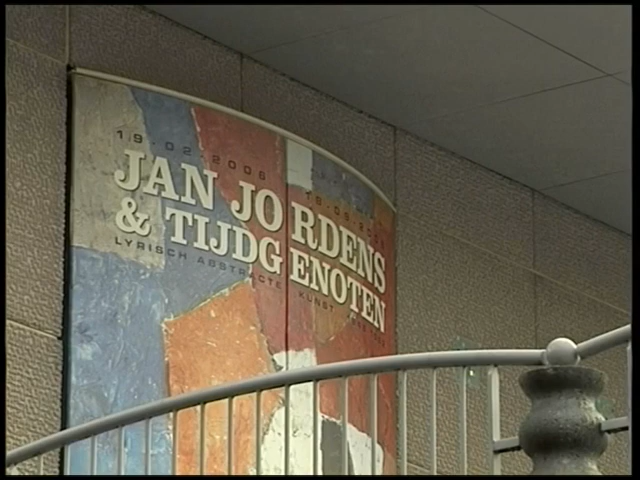 19·02·2006
JAN JORDENS
& TIJDGENOTEN
LYRISCH ABSTRACTE KUNST